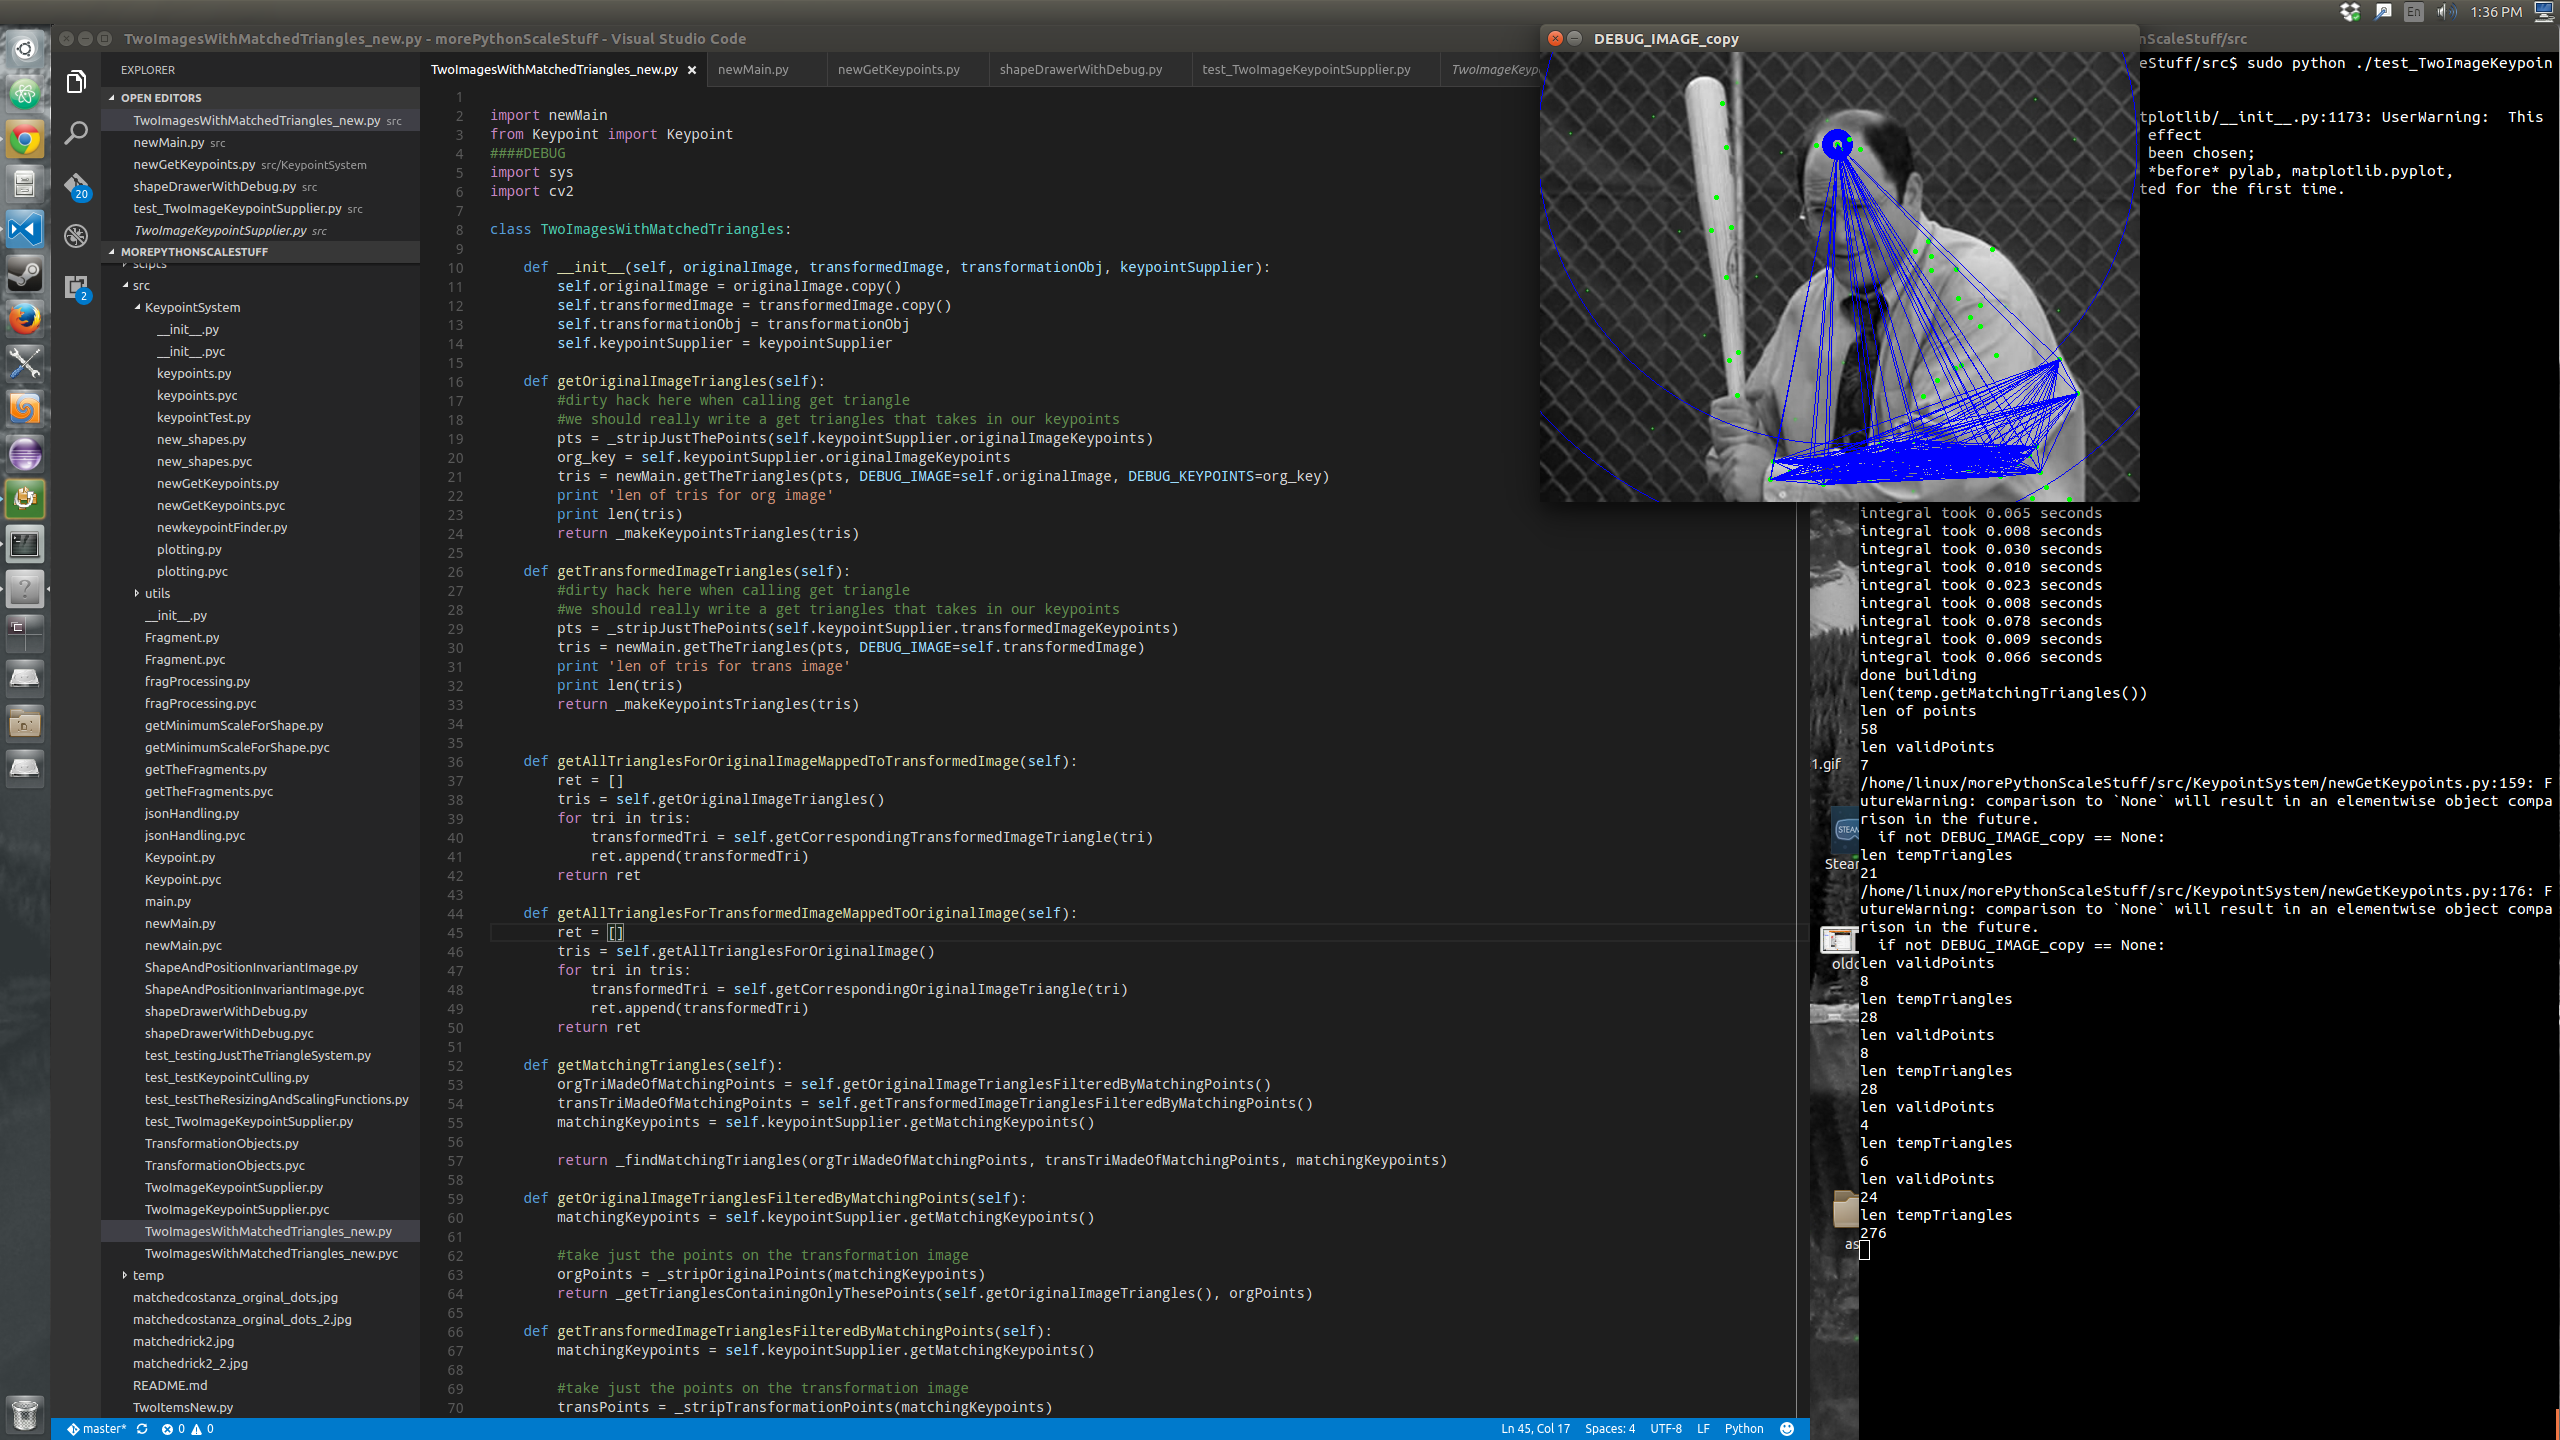 En
1:36 PM
TwoImagesWithMatchedTriangles_new.py - morePythonScaleStuff - Visual Studio Code
EXPLORER
OPEN EDITORS
TwoImagesWithMatchedTriangles_new.py src
newMain.py src
newGetKeypoints.py src/KeypointSystem
shapeDrawerWithDebug.py src
test_TwoImageKeypointSupplier.py src
TwoImageKeypointSupplier.py src
20
2
MOREPYTHONSCALESTUFF
scipts
src
KeypointSystem
__init__.py
__init__.pyc
keypoints.py
keypoints.pyc
keypointTest.py
new_shapes.py
new_shapes.pyc
newGetKeypoints.py
newGetKeypoints.pyc
newkeypointFinder.py
plotting.py
plotting.pyc
utils
__init__.py
Fragment.py
Fragment.pyc
fragProcessing.py
fragProcessing.pyc
getMinimumScaleForShape.py
getMinimumScaleForShape.pyc
getTheFragments.py
getTheFragments.pyc
jsonHandling.py
jsonHandling.pyc
Keypoint.py
Keypoint.pyc
main.py
newMain.py
newMain.pyc
ShapeAndPositionInvariantImage.py
ShapeAndPositionInvariantImage.pyc
shapeDrawerWithDebug.py
shapeDrawerWithDebug.pyc
test_testingJustTheTriangleSystem.py
test_testKeypointCulling.py
test_testTheResizingAndScalingFunctions.py
test_TwoImageKeypointSupplier.py
TransformationObjects.py
TransformationObjects.pyc
TwoImageKeypointSupplier.py
TwoImageKeypointSupplier.pyc
TwoImagesWithMatchedTriangles_new.py
TwoImagesWithMatchedTriangles_new.pyc
temp
matchedcostanza_orginal_dots.jpg
matchedcostanza_orginal_dots_2.jpg
matchedrick2.jpg
matchedrick2_2.jpg
README.md
TwoItemsNew.py
TwoImagesWithMatchedTriangles_new.py
newMain.py
newGetKeypoints.py
shapeDrawerWithDebug.py
test_TwoImageKeypointSupplier.py
TwoImageKeyp
1
2 import newMain
3 from Keypoint import Keypoint
4 ####DEBUG
5 import sys
6 import cv2
7
8 class TwoImagesWithMatchedTriangles:
9
10 def __init__(self, originalImage, transformedImage, transformationObj, keypointSupplier):
11 self.originalImage = originalImage.copy()
12 self.transformedImage = transformedImage.copy()
13 self.transformationObj = transformationObj
14 self.keypointSupplier = keypointSupplier
15
16 def getOriginalImageTriangles(self):
17 #dirty hack here when calling get triangle
18 #we should really write a get triangles that takes in our keypoints
19 pts = _stripJustThePoints(self.keypointSupplier.originalImageKeypoints)
20 org_key = self.keypointSupplier.originalImageKeypoints
21 tris = newMain.getTheTriangles(pts, DEBUG_IMAGE=self.originalImage, DEBUG_KEYPOINTS=org_key)
22 print 'len of tris for org image'
23 print len(tris)
24 return _makeKeypointsTriangles(tris)
25
26 def getTransformedImageTriangles(self):
27 #dirty hack here when calling get triangle
28 #we should really write a get triangles that takes in our keypoints
29 pts = _stripJustThePoints(self.keypointSupplier.transformedImageKeypoints)
30 tris = newMain.getTheTriangles(pts, DEBUG_IMAGE=self.transformedImage)
31 print 'len of tris for trans image'
32 print len(tris)
33 return _makeKeypointsTriangles(tris)
34
35
36 def getAllTrianglesForOriginalImageMappedToTransformedImage(self):
37 ret = []
38 tris = self.getOriginalImageTriangles()
39 for tri in tris:
40 transformedTri = self.getCorrespondingTransformedImageTriangle(tri)
41 ret.append(transformedTri)
42 return ret
43
44 def getAllTrianglesForTransformedImageMappedToOriginalImage(self):
45 ret = []
46 tris = self.getAllTrianglesForOriginalImage()
47 for tri in tris:
48 transformedTri = self.getCorrespondingOriginalImageTriangle(tri)
49 ret.append(transformedTri)
50 return ret
51
52 def getMatchingTriangles(self):
53 orgTriMadeOfMatchingPoints = self.getOriginalImageTrianglesFilteredByMatchingPoints()
54 transTriMadeOfMatchingPoints = self.getTransformedImageTrianglesFilteredByMatchingPoints()
55 matchingKeypoints = self.keypointSupplier.getMatchingKeypoints()
56
57 return _findMatchingTriangles(orgTriMadeOfMatchingPoints, transTriMadeOfMatchingPoints, matchingKeypoints)
58
59 def getOriginalImageTrianglesFilteredByMatchingPoints(self):
60 matchingKeypoints = self.keypointSupplier.getMatchingKeypoints()
61
62 #take just the points on the transformation image
63 orgPoints = _stripOriginalPoints(matchingKeypoints)
64 return _getTrianglesContainingOnlyThesePoints(self.getOriginalImageTriangles(), orgPoints)
65
66 def getTransformedImageTrianglesFilteredByMatchingPoints(self):
67 matchingKeypoints = self.keypointSupplier.getMatchingKeypoints()
68
69 #take just the points on the transformation image
70 transPoints = _stripTransformationPoints(matchingKeypoints)
master* 0 0
Ln 45, Col 17 Spaces: 4 UTF-8 LF Python
DEBUG_IMAGE_copy
nScaleStuff/src
eStuff/src$ sudo python ./test_TwoImageKeypoin
tplotlib/__init__.py:1173: UserWarning: This
effect
been chosen;
*before* pylab, matplotlib.pyplot,
ted for the first time.
integral took 0.065 seconds
integral took 0.008 seconds
integral took 0.030 seconds
integral took 0.010 seconds
integral took 0.023 seconds
integral took 0.008 seconds
integral took 0.078 seconds
integral took 0.009 seconds
integral took 0.066 seconds
done building
len(temp.getMatchingTriangles())
len of points
58
len validPoints
7
/home/linux/morePythonScaleStuff/src/KeypointSystem/newGetKeypoints.py:159: F
utureWarning: comparison to `None` will result in an elementwise object compa
rison in the future.
if not DEBUG_IMAGE_copy == None:
len tempTriangles
21
/home/linux/morePythonScaleStuff/src/KeypointSystem/newGetKeypoints.py:176: F
utureWarning: comparison to `None` will result in an elementwise object compa
rison in the future.
if not DEBUG_IMAGE_copy == None:
len validPoints
8
len tempTriangles
28
len validPoints
8
len tempTriangles
28
len validPoints
4
len tempTriangles
6
len validPoints
24
len tempTriangles
276
1.gif
STEAM
Stear
oldc
as